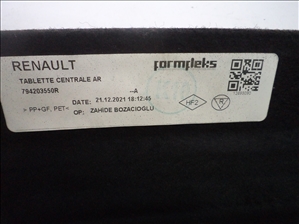 RENAULT
formpleks
TABLETTE CENTRALE AR
794203550R --A
DATE: 21.12.2021 18:12:45
> PP+GF, PET< OP: ZAHIDE BOZACIOGLU
HF2